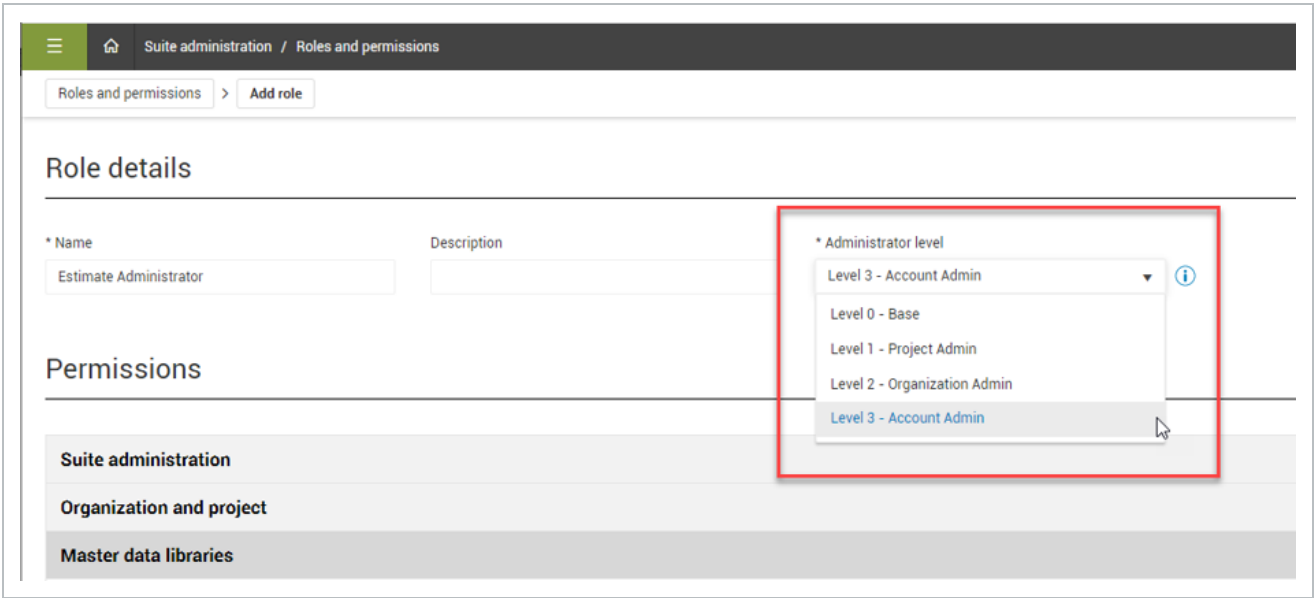 Suite administration / Roles and permissions
Roles and permissions > Add role
Role details
* Name
Description
* Administrator level
Estimate Administrator
Level 3 - Account Admin
Level 0 - Base
Level 1 - Project Admin
Level 2 - Organization Admin
Level 3 - Account Admin
Permissions
Suite administration
Organization and project
Master data libraries